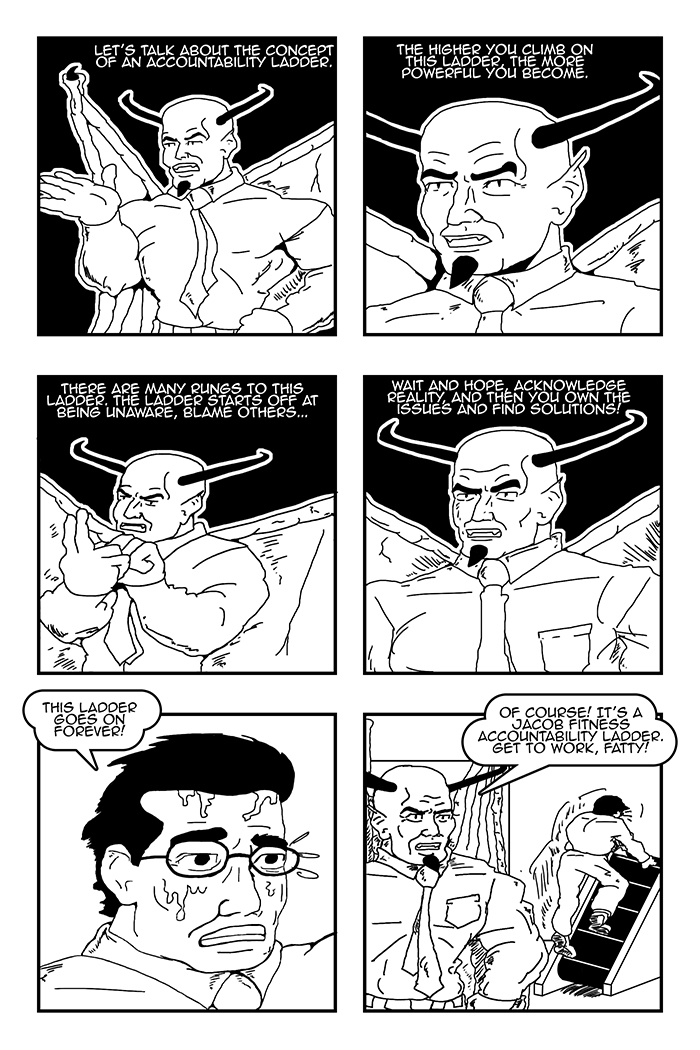 LET'S TALK ABOUT THE CONCEPT
OF AN ACCOUNTABILITY LADDER.
THE HIGHER YOU CLIMB ON
THIS LADDER, THE MORE
POWERFUL YOU BECOME.
THERE ARE MANY RUNGS TO THIS
LADDER. THE LADDER STARTS OFF AT
BEING UNAWARE, BLAME OTHERS...
WAIT AND HOPE, ACKNOWLEDGE
REALITY, AND THEN YOU OWN THE
ISSUES AND FIND SOLUTIONS!
THIS LADDER
GOES ON
FOREVER!
OF COURSE! IT'S A
JACOB FITNESS
ACCOUNTABILITY LADDER.
GET TO WORK, FATTY!